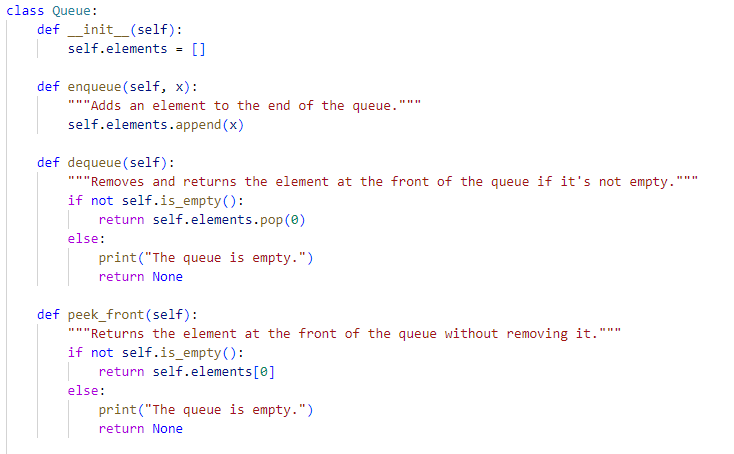 class Queue:
    def __init__(self):
        self.elements = []

    def enqueue(self, x):
        """Adds an element to the end of the queue."""
        self.elements.append(x)

    def dequeue(self):
        """Removes and returns the element at the front of the queue if it's not empty."""
        if not self.is_empty():
            return self.elements.pop(0)
        else:
            print("The queue is empty.")
            return None

    def peek_front(self):
        """Returns the element at the front of the queue without removing it."""
        if not self.is_empty():
            return self.elements[0]
        else:
            print("The queue is empty.")
            return None